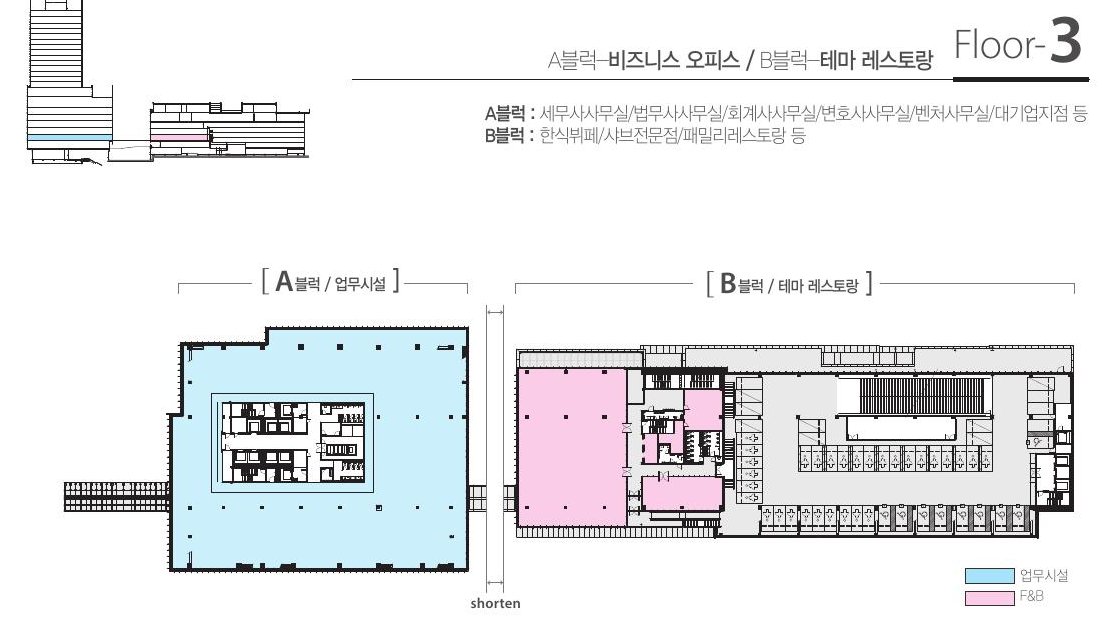 A블럭–비즈니스 오피스 / B블럭–테마 레스토랑 Floor-3
A블럭 : 세무사사무실/법무사사무실/회계사사무실/변호사사무실/벤처사무실/대기업지점 등
B블럭 : 한식뷔페/샤브전문점/패밀리레스토랑 등
[ A블럭 / 업무시설 ]
[ B블럭 / 테마 레스토랑 ]
shorten
업무시설
F&B